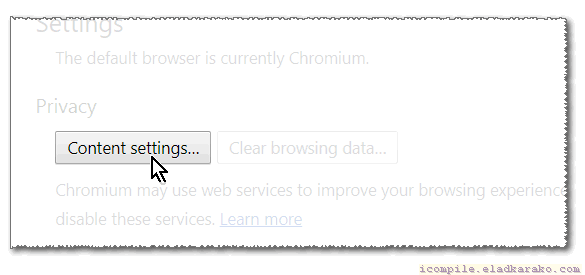 Settings
The default browser is currently Chromium.
Privacy
Content settings... Clear browsing data...
Chromium may use web services to improve your browsing experience
disable these services. Learn more
icompile.eladkarako.com